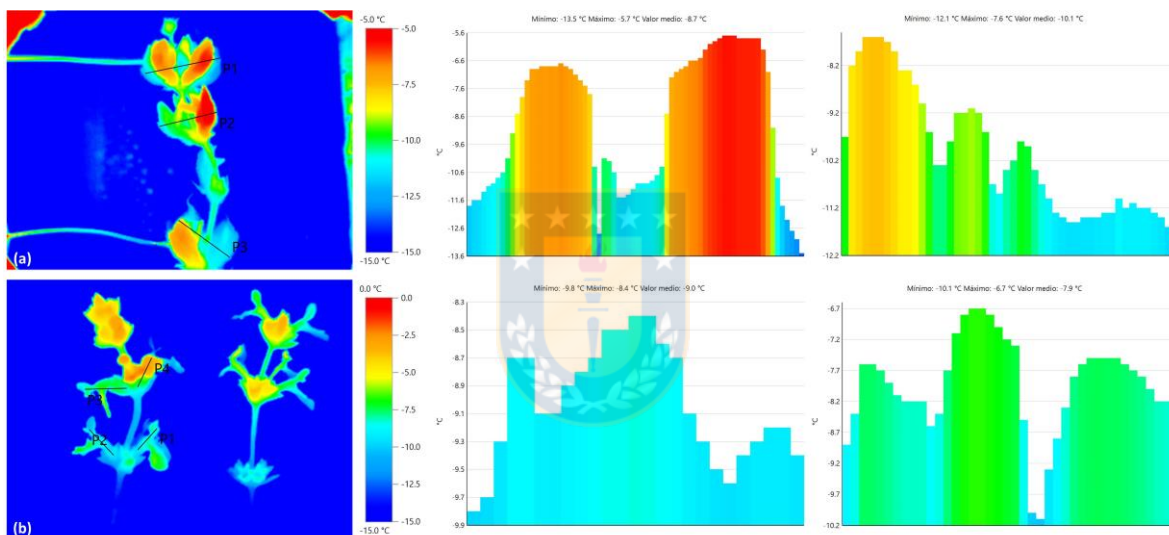 -5.0 °C
-5.0
-7.5
-10.0
-12.5
-15.0
-15.0 °C
P1
P2
P3
(a)
Mínimo: -13.5 °C Máximo: -5.7 °C Valor medio: -8.7 °C
-5.6
-6.6
-7.6
-8.6
-9.6
-10.6
-11.6
-12.6
-13.6
°C
Mínimo: -12.1 °C Máximo: -7.6 °C Valor medio: -10.1 °C
-8.2
-9.2
-10.2
-11.2
-12.2
°C
0.0 °C
0.0
-2.5
-5.0
-7.5
-10.0
-12.5
-15.0
-15.0 °C
P4
P3
P2
P1
(b)
Mínimo: -9.8 °C Máximo: -8.4 °C Valor medio: -9.0 °C
-8.3
-8.5
-8.7
-8.9
-9.1
-9.3
-9.5
-9.7
-9.9
°C
Mínimo: -10.1 °C Máximo: -6.7 °C Valor medio: -7.9 °C
-6.7
-7.2
-7.7
-8.2
-8.7
-9.2
-9.7
-10.2
°C